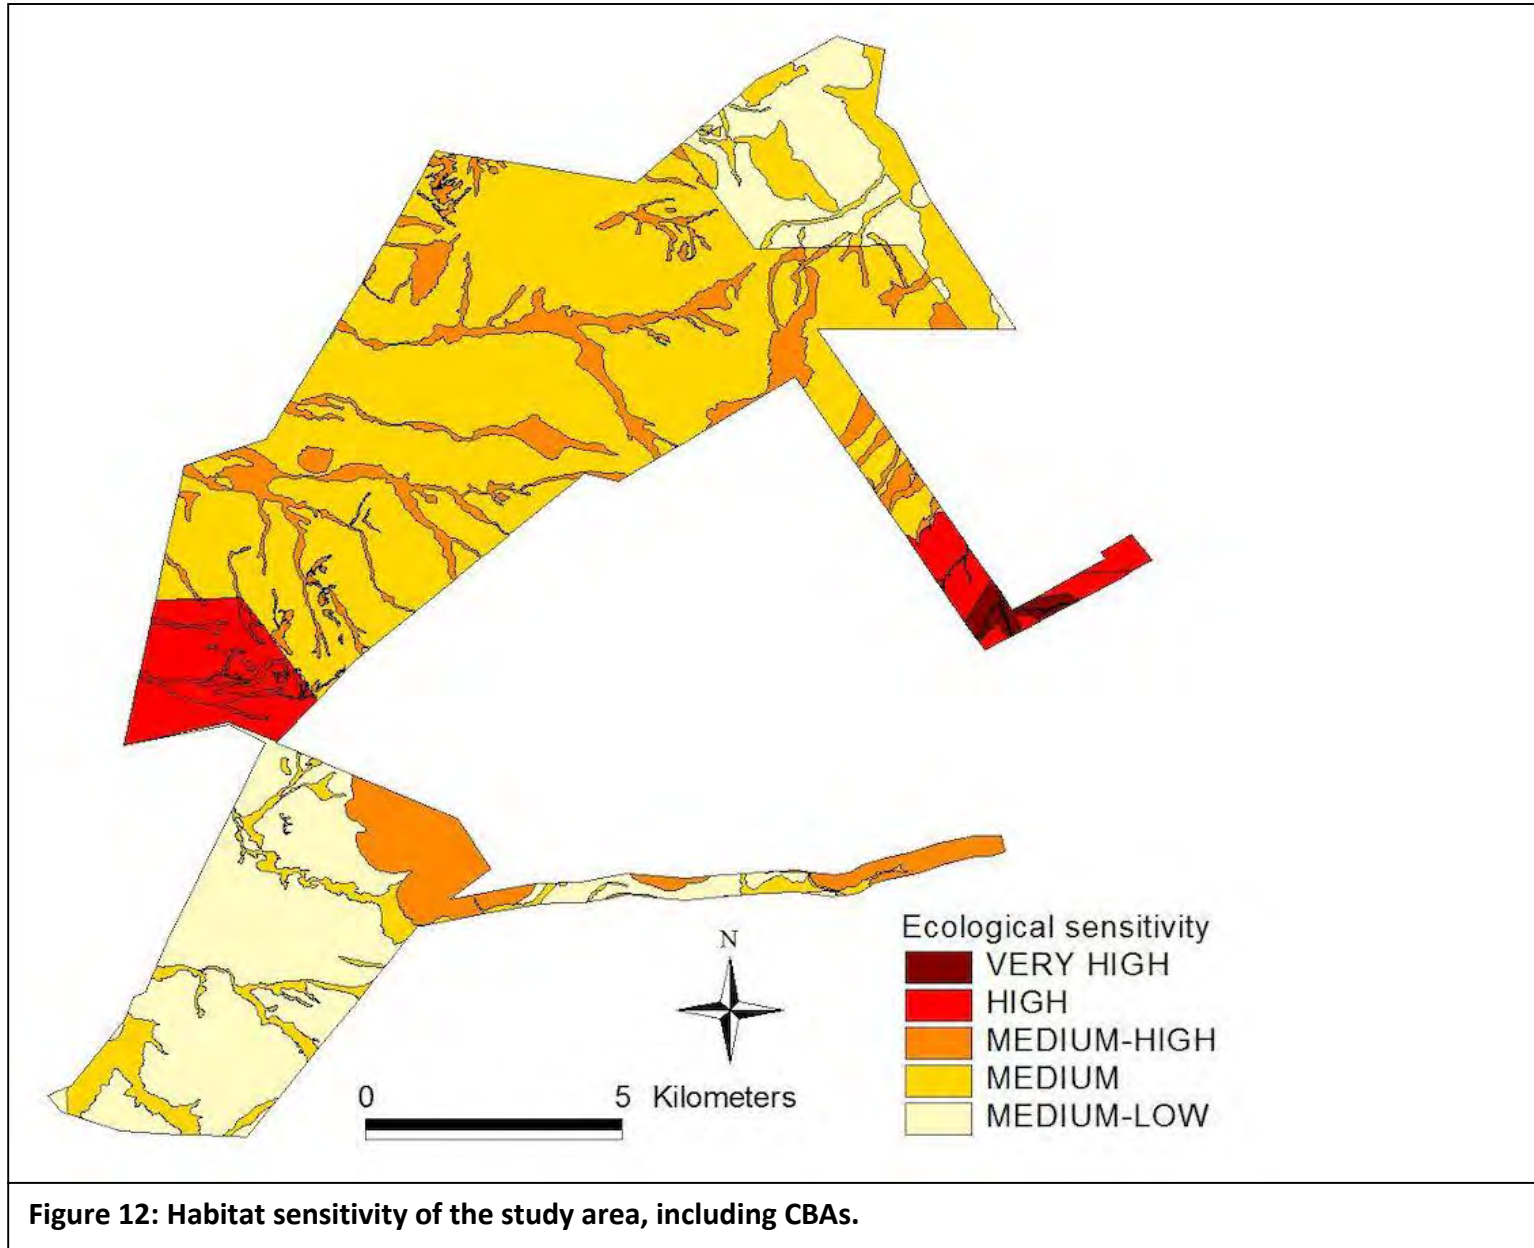 N
0 5 Kilometers
Ecological sensitivity
VERY HIGH
HIGH
MEDIUM-HIGH
MEDIUM
MEDIUM-LOW
Figure 12: Habitat sensitivity of the study area, including CBAs.